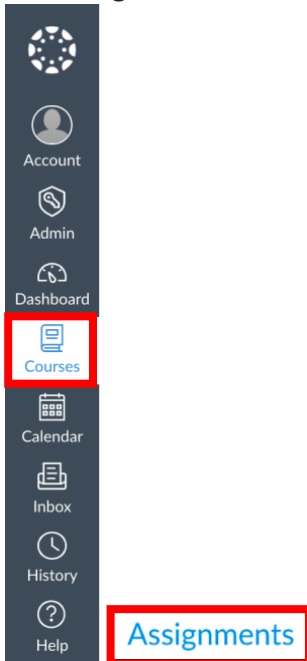 Account
Admin
Dashboard
Courses
Calendar
Inbox
History
Help
Assignments